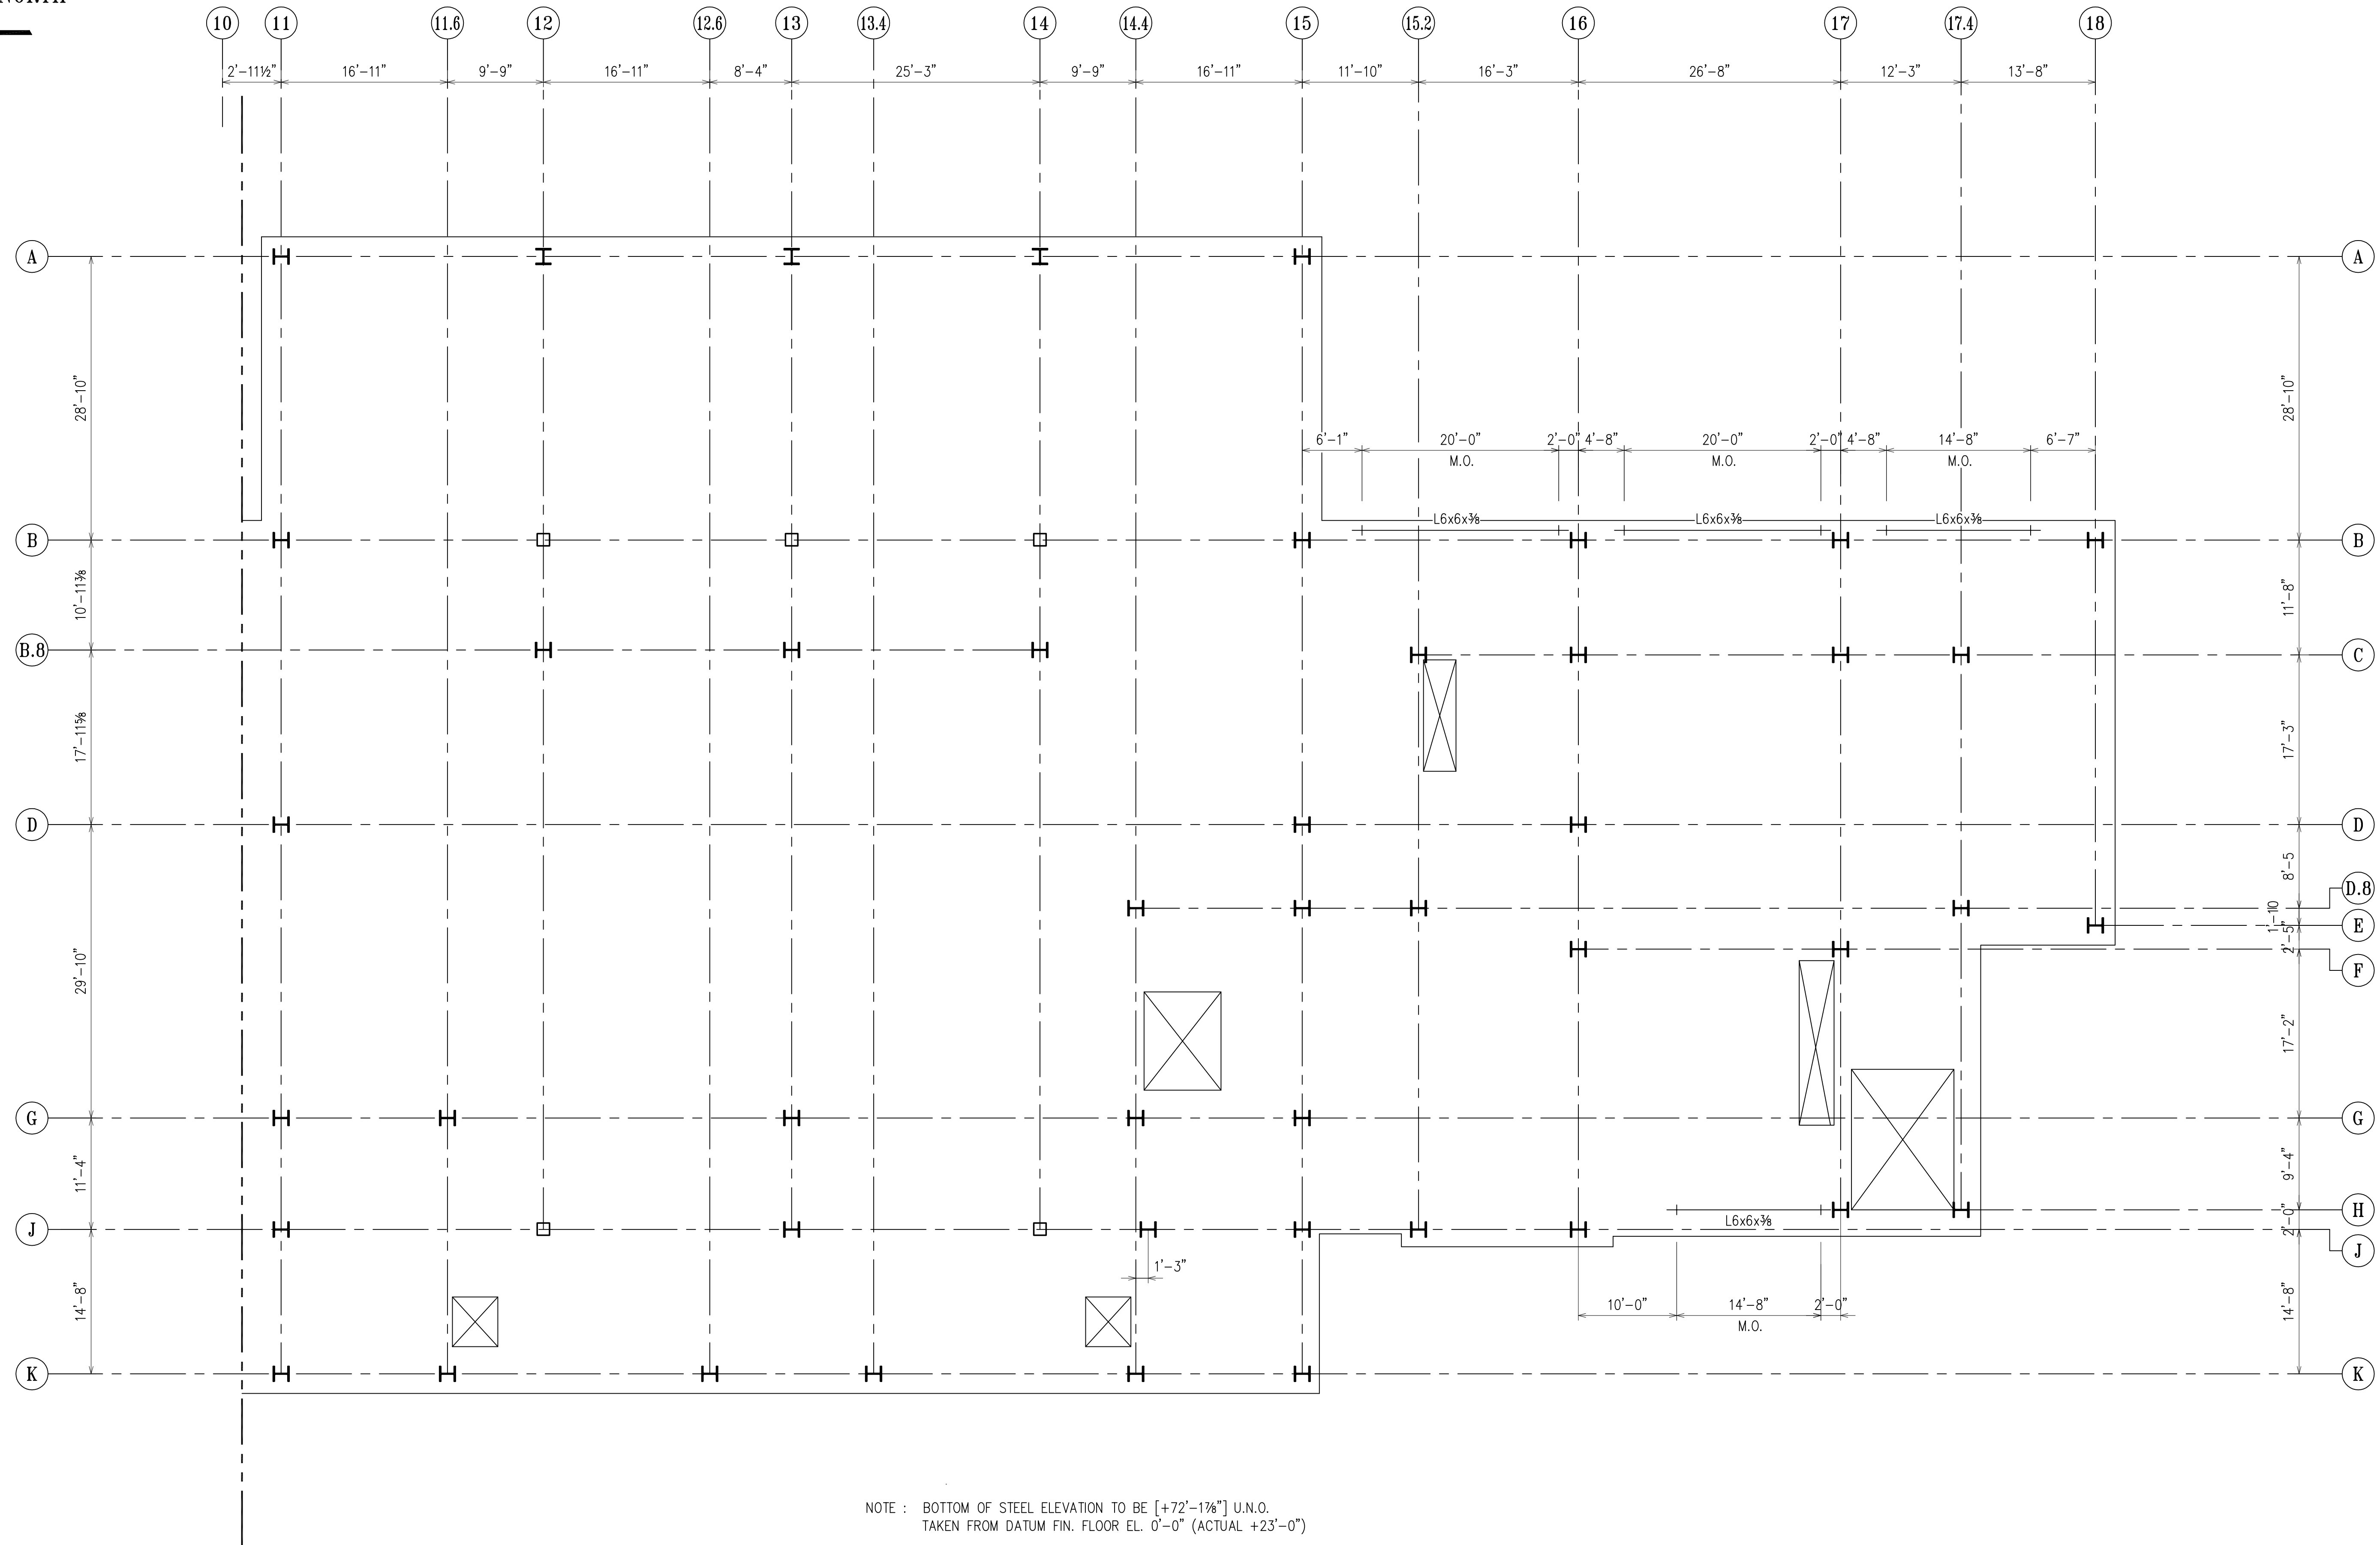 10 11 11.6 12 12.6 13 13.4 14 14.4 15 15.2 16 17 17.4 18
2'-11½" 16'-11" 9'-9" 16'-11" 8'-4" 25'-3" 9'-9" 16'-11" 11'-10" 16'-3" 26'-8" 12'-3" 13'-8"
A A
28'-10" 28'-10"
6'-1" 20'-0" 2'-0" 4'-8" 20'-0" 2'-0" 4'-8" 14'-8" 6'-7"
M.O. M.O. M.O.
L6x6x⅜ L6x6x⅜ L6x6x⅜
B B
10'-11⅜ 11'-8"
B.8 C
17'-11⅝ 17'-3"
D D
8'-5
D.8
1'-10
E
2'-5"
F
29'-10" 17'-2"
G G
11'-4" 9'-4"
H
L6x6x⅜
2'-0"
J J
1'-3"
14'-8" 10'-0" 14'-8" 2'-0" 14'-8"
M.O.
K K
NOTE : BOTTOM OF STEEL ELEVATION TO BE [+72'-1⅞"] U.N.O.
TAKEN FROM DATUM FIN. FLOOR EL. 0'-0" (ACTUAL +23'-0")